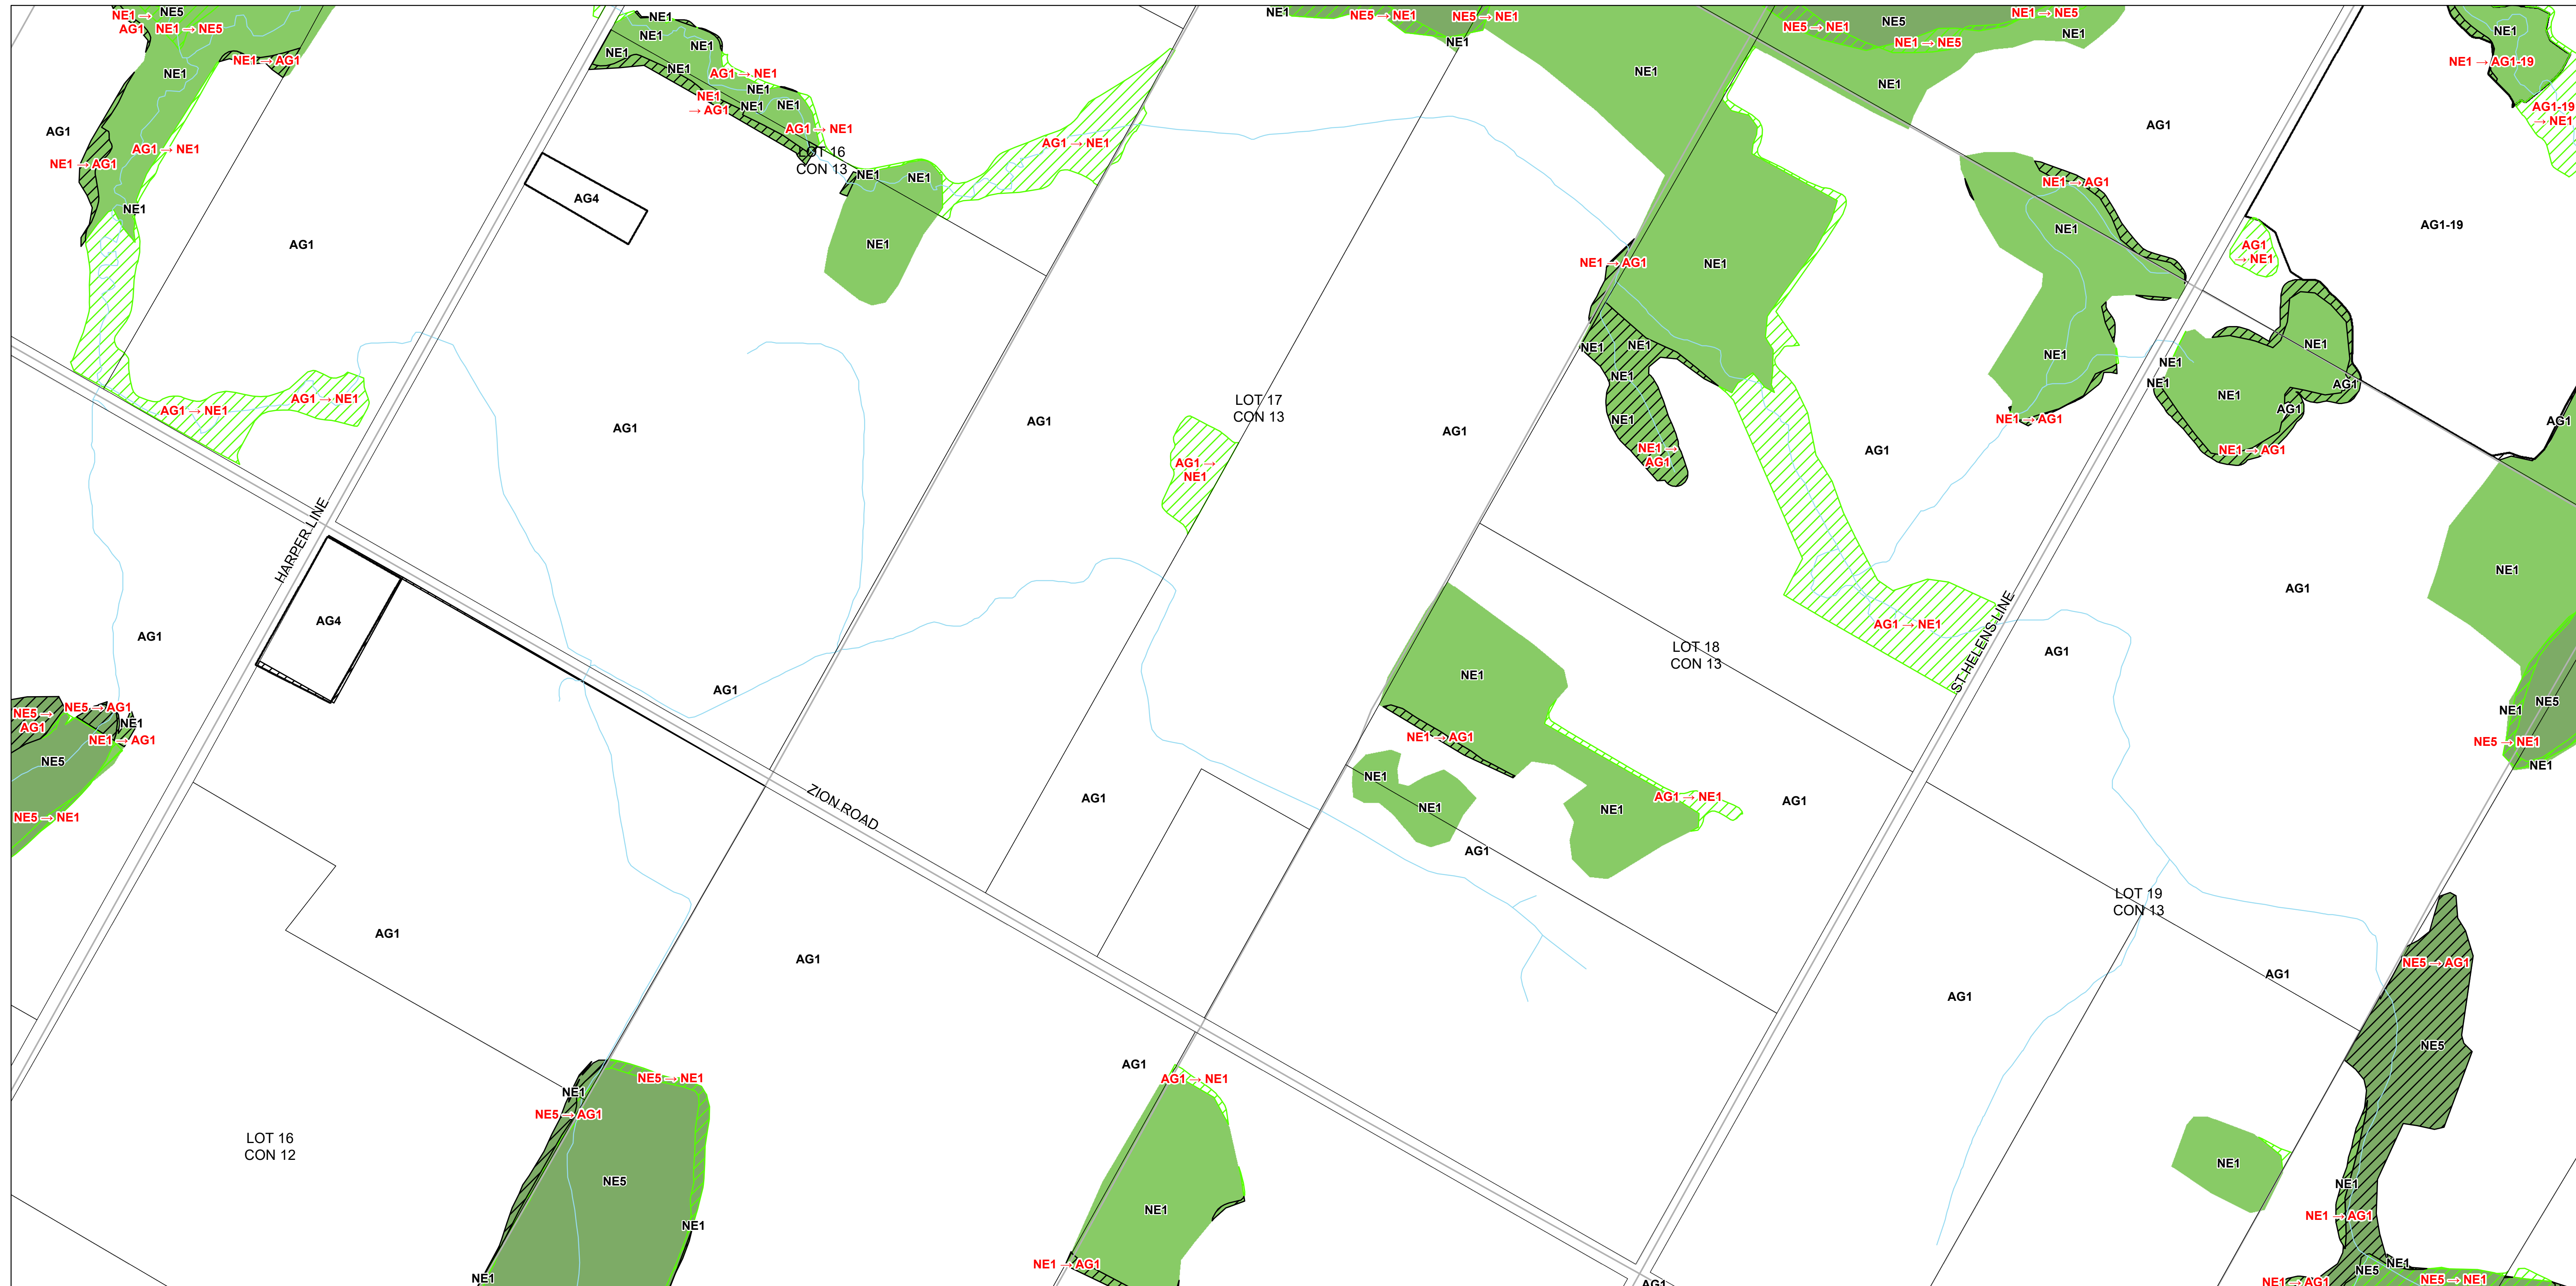 NE1 →
AG1
NE5
NE1 → NE5
NE1 → AG1
NE1
AG1
AG1 → NE1
NE1 → AG1
NE1
AG1
NE1
NE1
NE1
NE1
NE1
AG1 → NE1
NE1
→ AG1
NE1
NE1
NE1
AG1 → NE1
LOT 16
CON 13
NE1
NE1
NE1
AG4
AG1 → NE1
NE1
NE5 → NE1
NE5 → NE1
NE1
NE1
NE5 → NE1
NE5
NE1 → NE5
NE1 → NE5
NE1
NE1
AG1
NE1
NE1 → AG1-19
AG1-19
→ NE1
AG1-19
NE1 → AG1
NE1
AG1
→ NE1
NE1 → AG1
NE1
NE1
NE1
NE1
NE1
NE1 →
AG1
NE1
NE1 → AG1
NE1
NE1
NE1
NE1
AG1
AG1
NE1 → AG1
AG1
AG1 → NE1
AG1 → NE1
AG1
AG1
LOT 17
CON 13
AG1 →
NE1
AG1
AG1
HARPER LINE
AG4
AG1
AG1
ZION ROAD
AG1
NE1
AG1
AG1 → NE1
ST HELENS LINE
AG1
LOT 18
CON 13
NE1
NE1 → AG1
NE1
NE1
NE1
AG1 → NE1
AG1
AG1
NE5
NE1
NE5 → NE1
NE1
NE5 →
AG1
NE5 → AG1
NE1
NE1 → AG1
NE5
NE5 → NE1
AG1
AG1
LOT 19
CON 13
AG1
AG1
NE5 → AG1
NE5
NE1
NE5 → AG1
NE5 → NE1
NE5
NE1
NE1
LOT 16
CON 12
AG1
AG1 → NE1
NE1
NE1 → AG1
AG1
NE1
NE1
NE1 → AG1
NE1 → AG1
NE5
NE1
NE5 → NE1